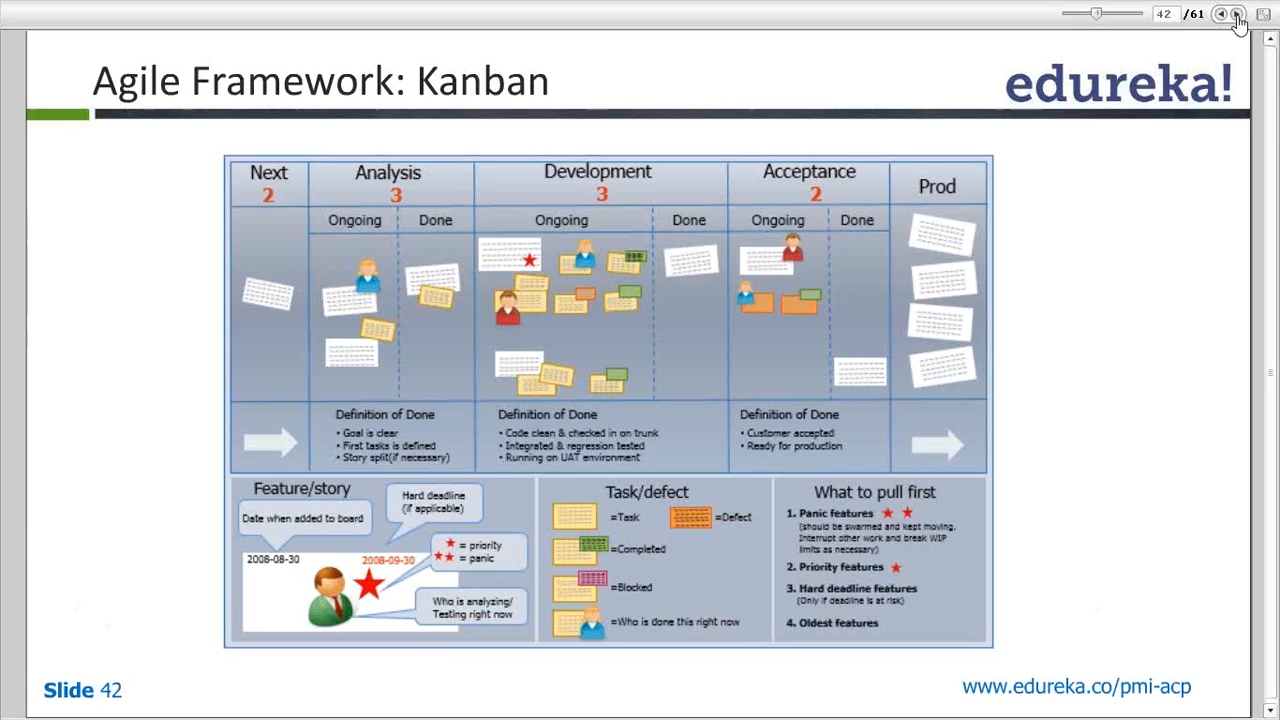 42 /61
Agile Framework: Kanban
edureka!
Next
2
Analysis
3
Development
3
Acceptance
2
Prod
Ongoing
Done
Ongoing
Done
Ongoing
Done
Definition of Done
• Goal is clear
• First tasks is defined
• Story split(if necessary)
Definition of Done
• Code clean & checked in on trunk
• Integrated & regression tested
• Running on UAT environment
Definition of Done
• Customer accepted
• Ready for production
Feature/story
Date when added to board
Hard deadline
(if applicable)
2008-08-30
2008-09-30
= priority
= panic
Who is analyzing/
Testing right now
Task/defect
=Task
=Defect
=Completed
=Blocked
=Who is done this right now
What to pull first
1. Panic features
(should be swarmed and kept moving.
Interrupt other work and break WIP
limits as necessary)
2. Priority features
3. Hard deadline features
(Only if deadline is at risk)
4. Oldest features
Slide 42
www.edureka.co/pmi-acp